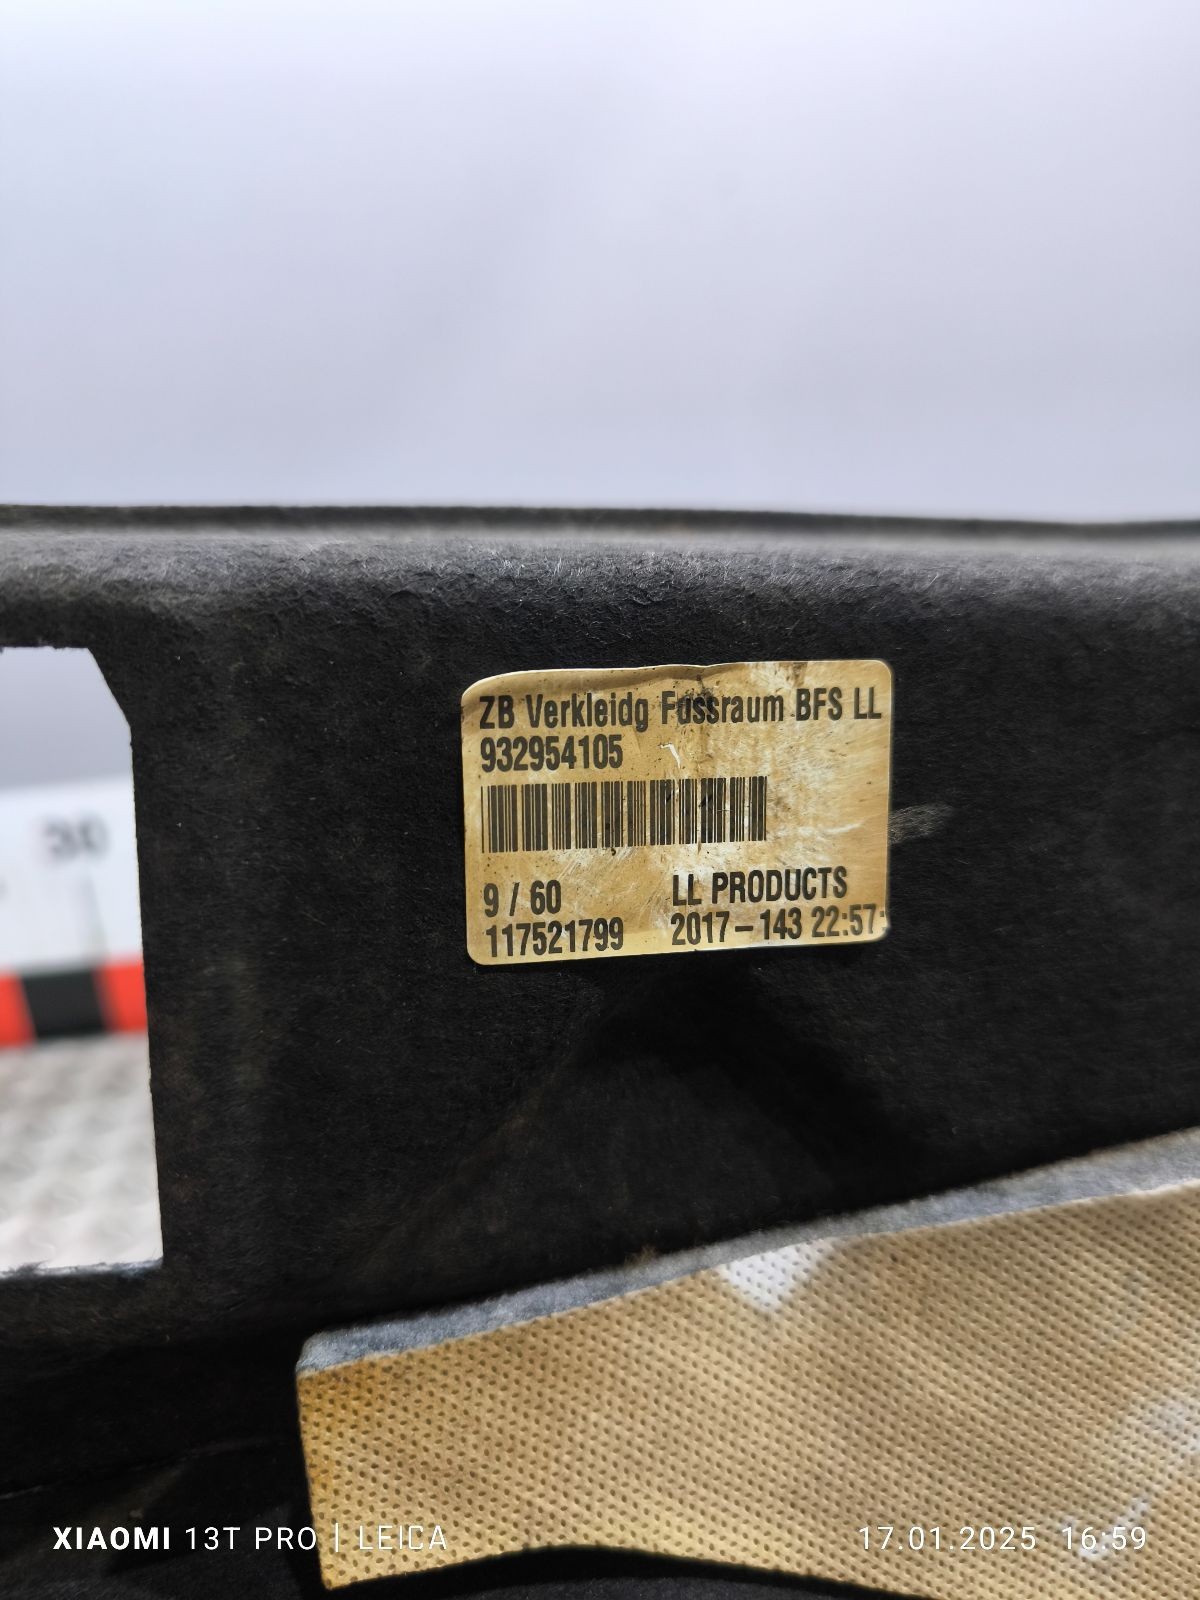 ZB Verkleidg Fussraum BFS LL
932954105
9 / 60 LL PRODUCTS
117521799 2017-143 22:57:
30
XIAOMI 13T PRO | LEICA
17.01.2025 16:59